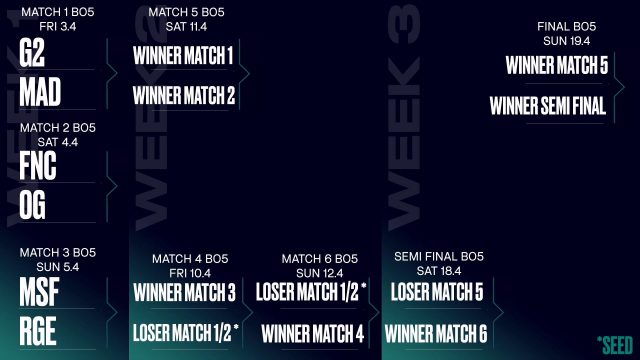 WEEK 1
MATCH 1 BO5
FRI 3.4
G2
MAD
MATCH 2 BO5
SAT 4.4
FNC
OG
MATCH 3 BO5
SUN 5.4
MSF
RGE
WEEK 2
MATCH 5 BO5
SAT 11.4
WINNER MATCH 1
WINNER MATCH 2
MATCH 4 BO5
FRI 10.4
WINNER MATCH 3
LOSER MATCH 1/2 *
MATCH 6 BO5
SUN 12.4
LOSER MATCH 1/2 *
WINNER MATCH 4
WEEK 3
SEMI FINAL BO5
SAT 18.4
LOSER MATCH 5
WINNER MATCH 6
FINAL BO5
SUN 19.4
WINNER MATCH 5
WINNER SEMI FINAL
*SEED